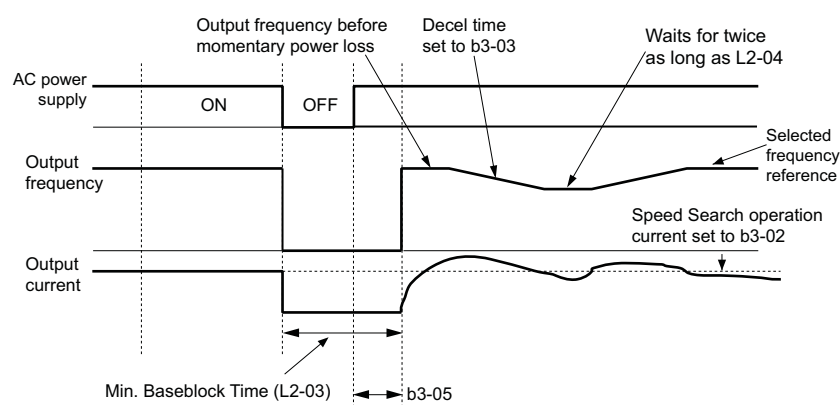 Output frequency before
momentary power loss
Decel time
set to b3-03
Waits for twice
as long as L2-04
AC power
supply
ON
OFF
Output
frequency
Selected
frequency
reference
Speed Search operation
current set to b3-02
Output
current
Min. Baseblock Time (L2-03)
b3-05